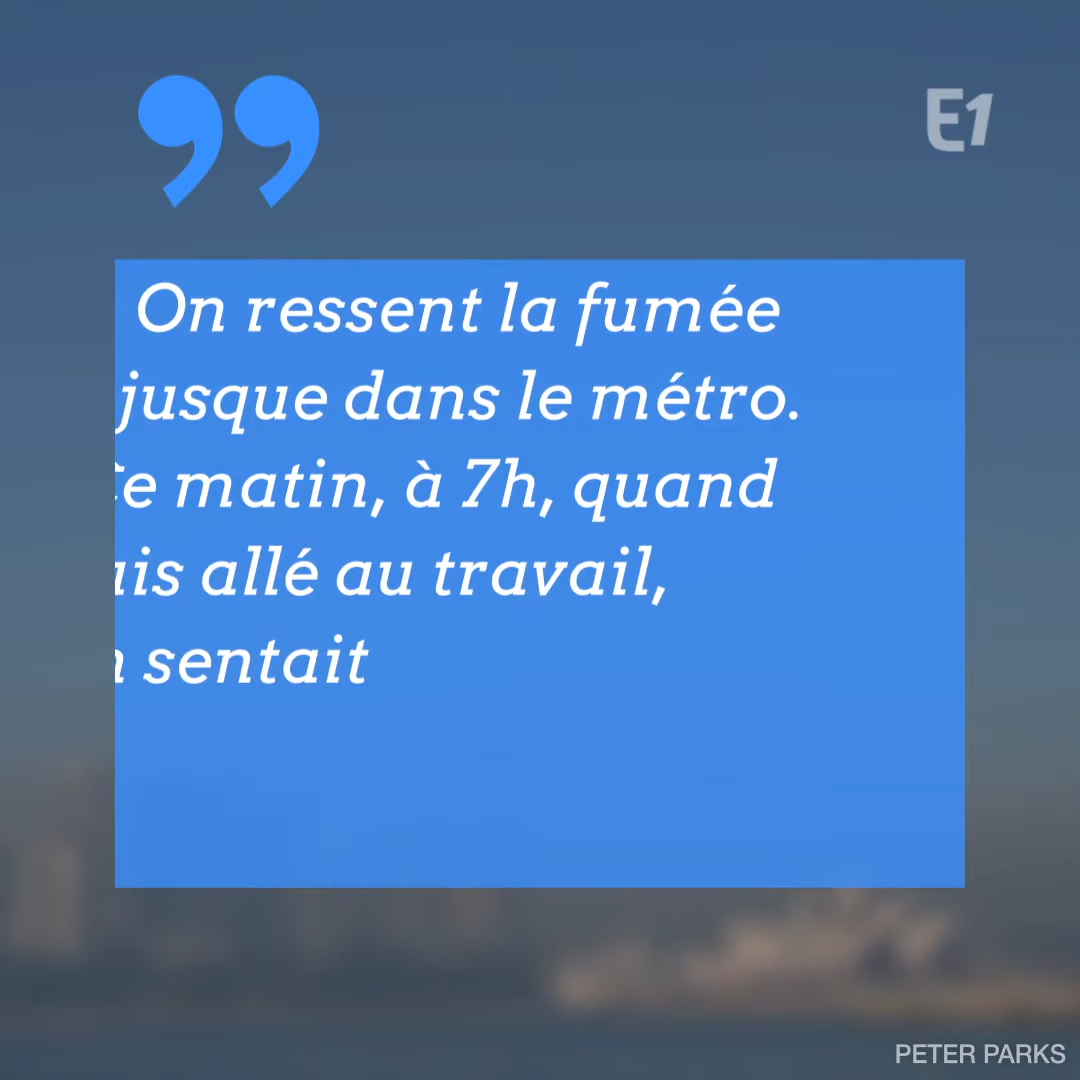 E1
On ressent la fumée
jusque dans le métro.
matin, à 7h, quand
allé au travail,
sentait
PETER PARKS